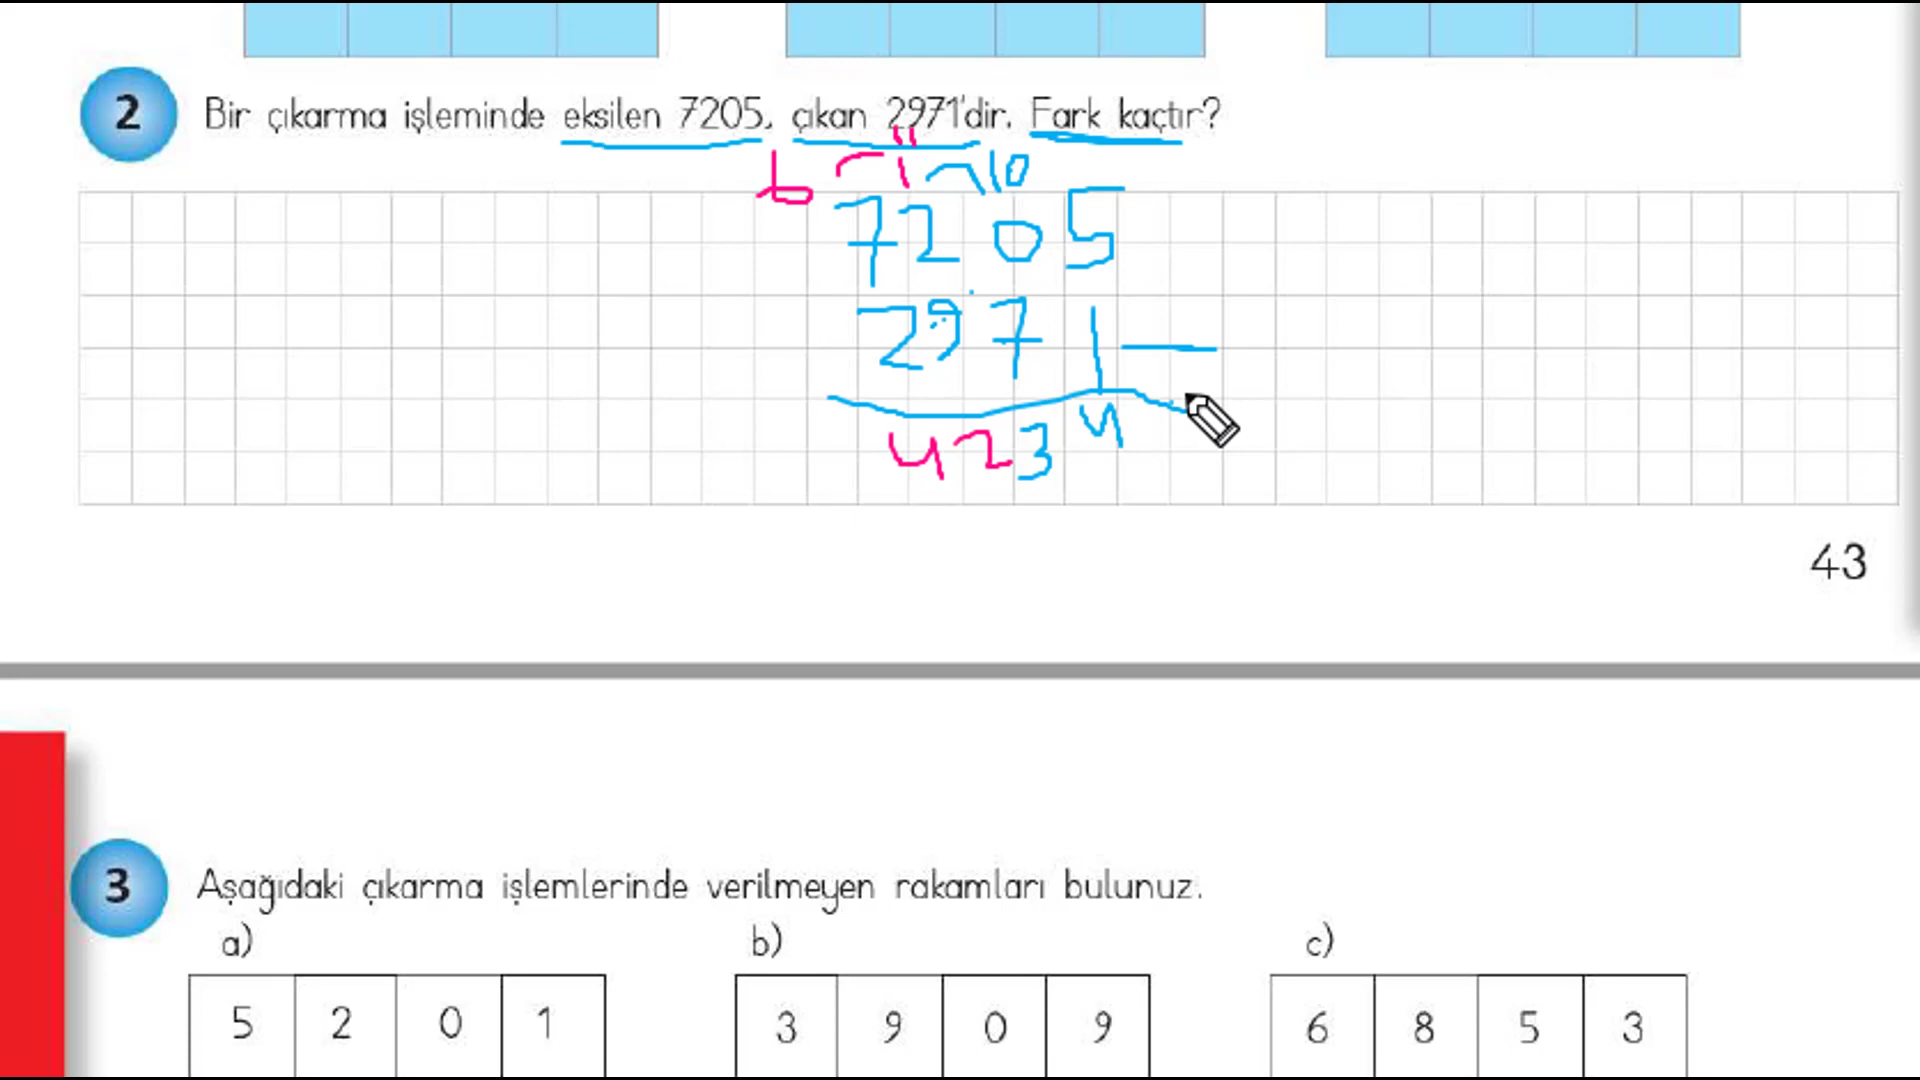 2 Bir çıkarma işleminde eksilen 7205, çıkan 2971'dir. Fark kaçtır?
6 11 10
7205
2971 —
4234
43
3 Aşağıdaki çıkarma işlemlerinde verilmeyen rakamları bulunuz.
a) b) c)
5 2 0 1 3 9 0 9 6 8 5 3